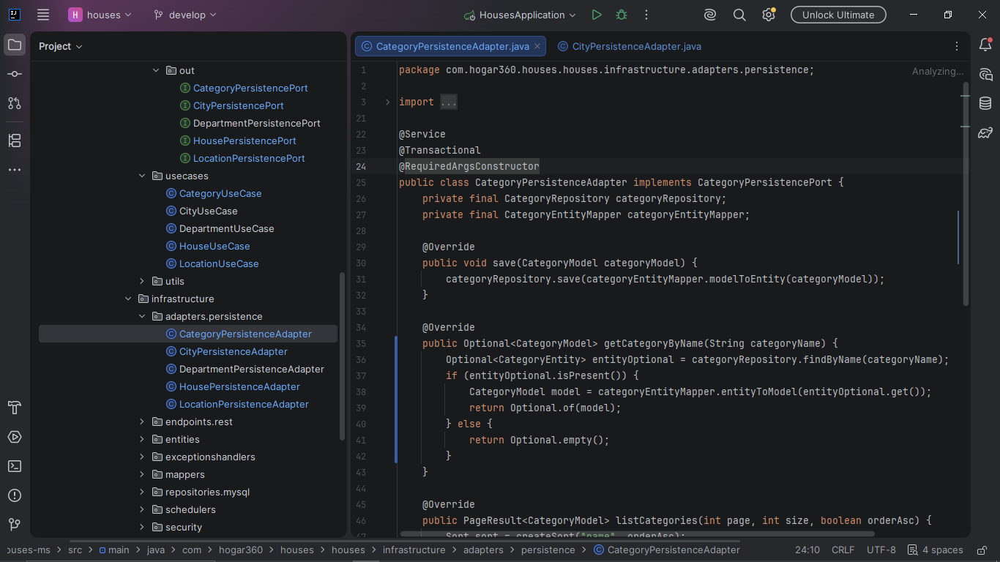 H houses develop HousesApplication Unlock Ultimate
Project
out
CategoryPersistencePort
CityPersistencePort
DepartmentPersistencePort
HousePersistencePort
LocationPersistencePort
usecases
CategoryUseCase
CityUseCase
DepartmentUseCase
HouseUseCase
LocationUseCase
utils
infrastructure
adapters.persistence
CategoryPersistenceAdapter
CityPersistenceAdapter
DepartmentPersistenceAdapter
HousePersistenceAdapter
LocationPersistenceAdapter
endpoints.rest
entities
exceptionshandlers
mappers
repositories.mysql
schedulers
security
CategoryPersistenceAdapter.java CityPersistenceAdapter.java
Analyzing...
1 package com.hogar360.houses.houses.infrastructure.adapters.persistence;
2
3 import ...
21
22 @Service
23 @Transactional
24 @RequiredArgsConstructor
25 public class CategoryPersistenceAdapter implements CategoryPersistencePort {
26 private final CategoryRepository categoryRepository;
27 private final CategoryEntityMapper categoryEntityMapper;
28
29 @Override
30 public void save(CategoryModel categoryModel) {
31 categoryRepository.save(categoryEntityMapper.modelToEntity(categoryModel));
32 }
33
34 @Override
35 public Optional<CategoryModel> getCategoryByName(String categoryName) {
36 Optional<CategoryEntity> entityOptional = categoryRepository.findByName(categoryName);
37 if (entityOptional.isPresent()) {
38 CategoryModel model = categoryEntityMapper.entityToModel(entityOptional.get());
39 return Optional.of(model);
40 } else {
41 return Optional.empty();
42 }
43 }
44
45 @Override
46 public PageResult<CategoryModel> listCategories(int page, int size, boolean orderAsc) {
47 Sort sort = createSort("name", orderAsc);
ouses-ms > src > main > java > com > hogar360 > houses > houses > infrastructure > adapters > persistence > CategoryPersistenceAdapter 24:10 CRLF UTF-8 4 spaces